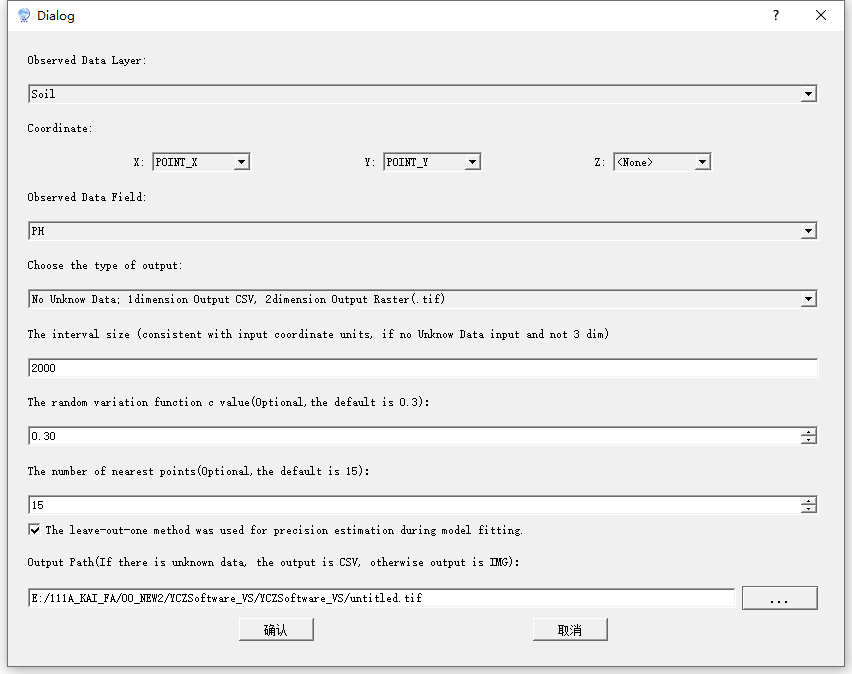 Dialog ?
Observed Data Layer:
Soil
Coordinate:
X: POINT_X Y: POINT_Y Z: <None>
Observed Data Field:
PH
Choose the type of output:
No Unknow Data; 1dimension Output CSV, 2dimension Output Raster(.tif)
The interval size (consistent with input coordinate units, if no Unknow Data input and not 3 dim)
2000
The random variation function c value(Optional,the default is 0.3):
0.30
The number of nearest points(Optional,the default is 15):
15
The leave-out-one method was used for precision estimation during model fitting.
Output Path(If there is unknown data, the output is CSV, otherwise output is IMG):
E:/111A_KAI_FA/00_NEW2/YCZSoftware_VS/YCZSoftware_VS/untitled.tif ...
确认 取消